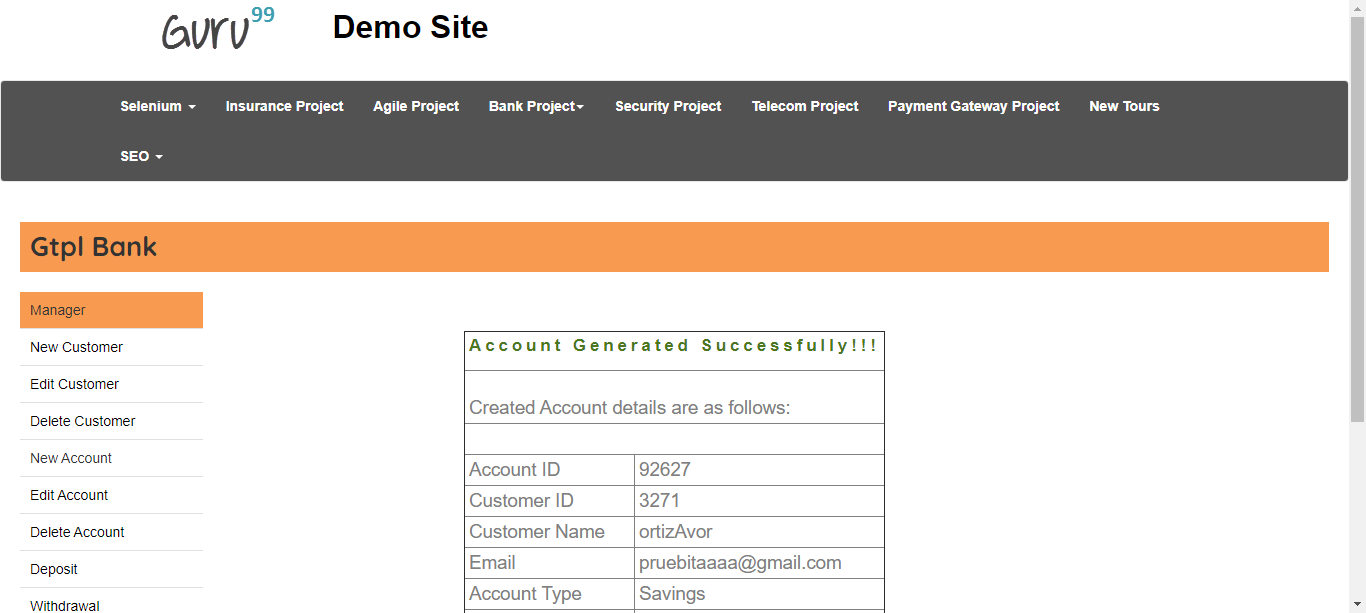 Guru99 Demo Site
Selenium Insurance Project Agile Project Bank Project Security Project Telecom Project Payment Gateway Project New Tours
SEO
Gtpl Bank
Manager
New Customer
Edit Customer
Delete Customer
New Account
Edit Account
Delete Account
Deposit
Withdrawal
Account Generated Successfully!!!
Created Account details are as follows:
Account ID 92627
Customer ID 3271
Customer Name ortizAvor
Email pruebitaaaa@gmail.com
Account Type Savings